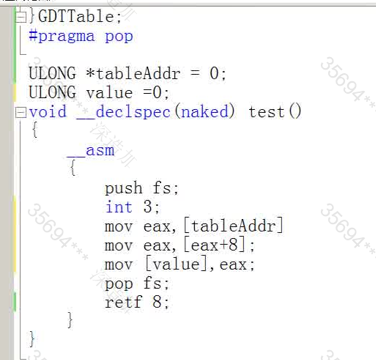 }GDTTable;
#pragma pop
ULONG *tableAddr = 0;
ULONG value =0;
void __declspec(naked) test()
{
__asm
{
push fs;
int 3;
mov eax,[tableAddr]
mov eax,[eax+8];
mov [value],eax;
pop fs;
retf 8;
}
}
35694***
35694***
35694***
35694***